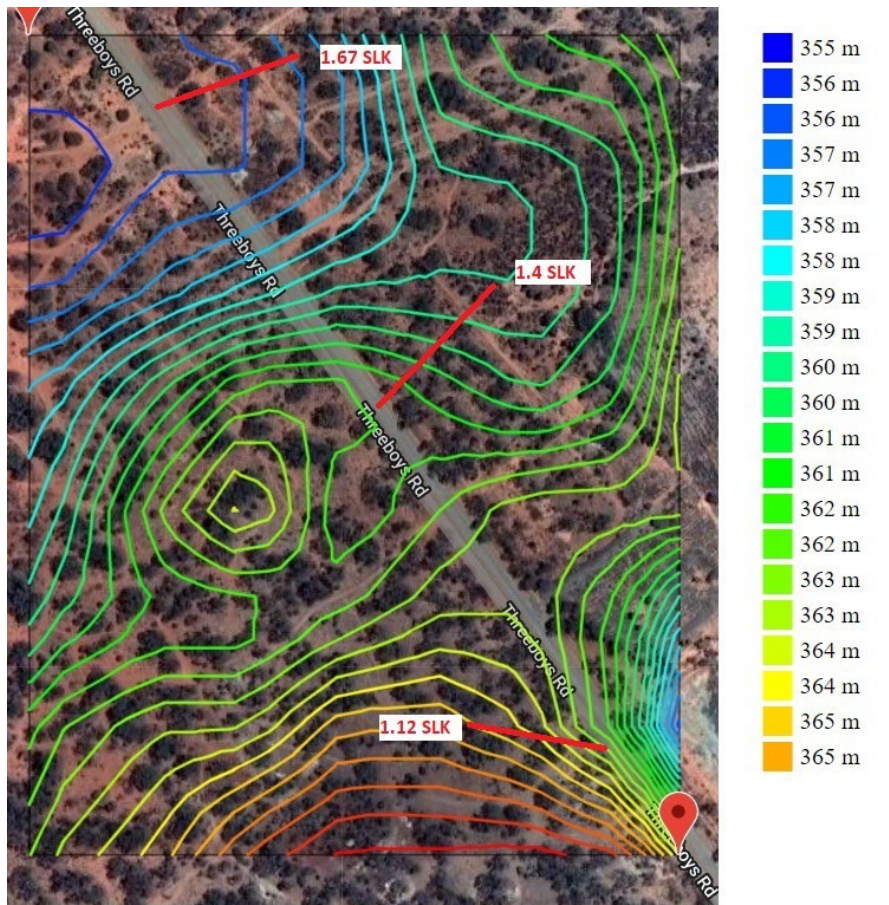 Threeboys Rd
1.67 SLK
Threeboys Rd
1.4 SLK
Threeboys Rd
Threeboys Rd
1.12 SLK
Threeboys Rd
355 m
356 m
356 m
357 m
357 m
358 m
358 m
359 m
359 m
360 m
360 m
361 m
361 m
362 m
362 m
363 m
363 m
364 m
364 m
365 m
365 m